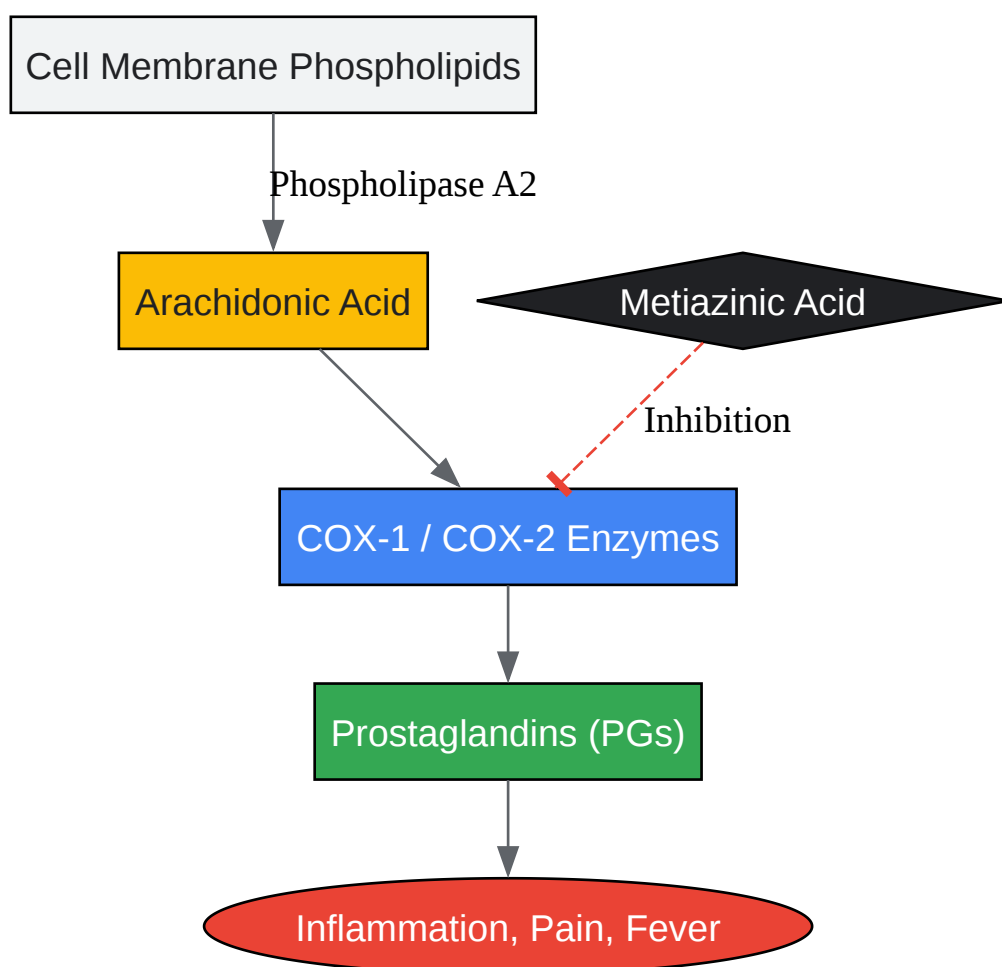 Cell Membrane Phospholipids
Phospholipase A2
Arachidonic Acid
Metiazinic Acid
Inhibition
COX-1 / COX-2 Enzymes
Prostaglandins (PGs)
Inflammation, Pain, Fever